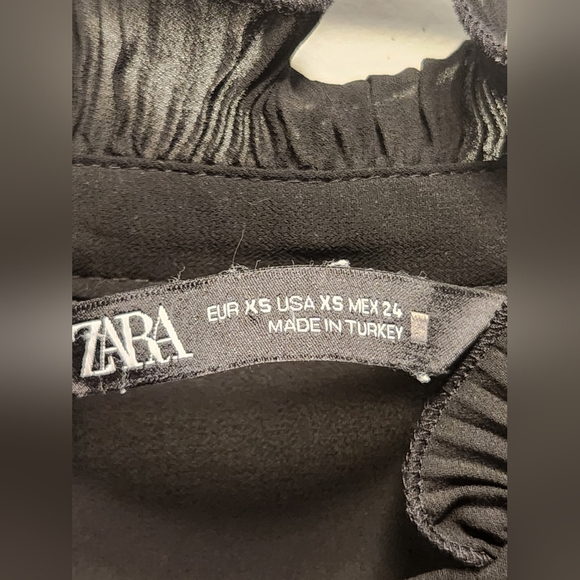 ZARA
EUR XS USA XS MEX 24
MADE IN TURKEY